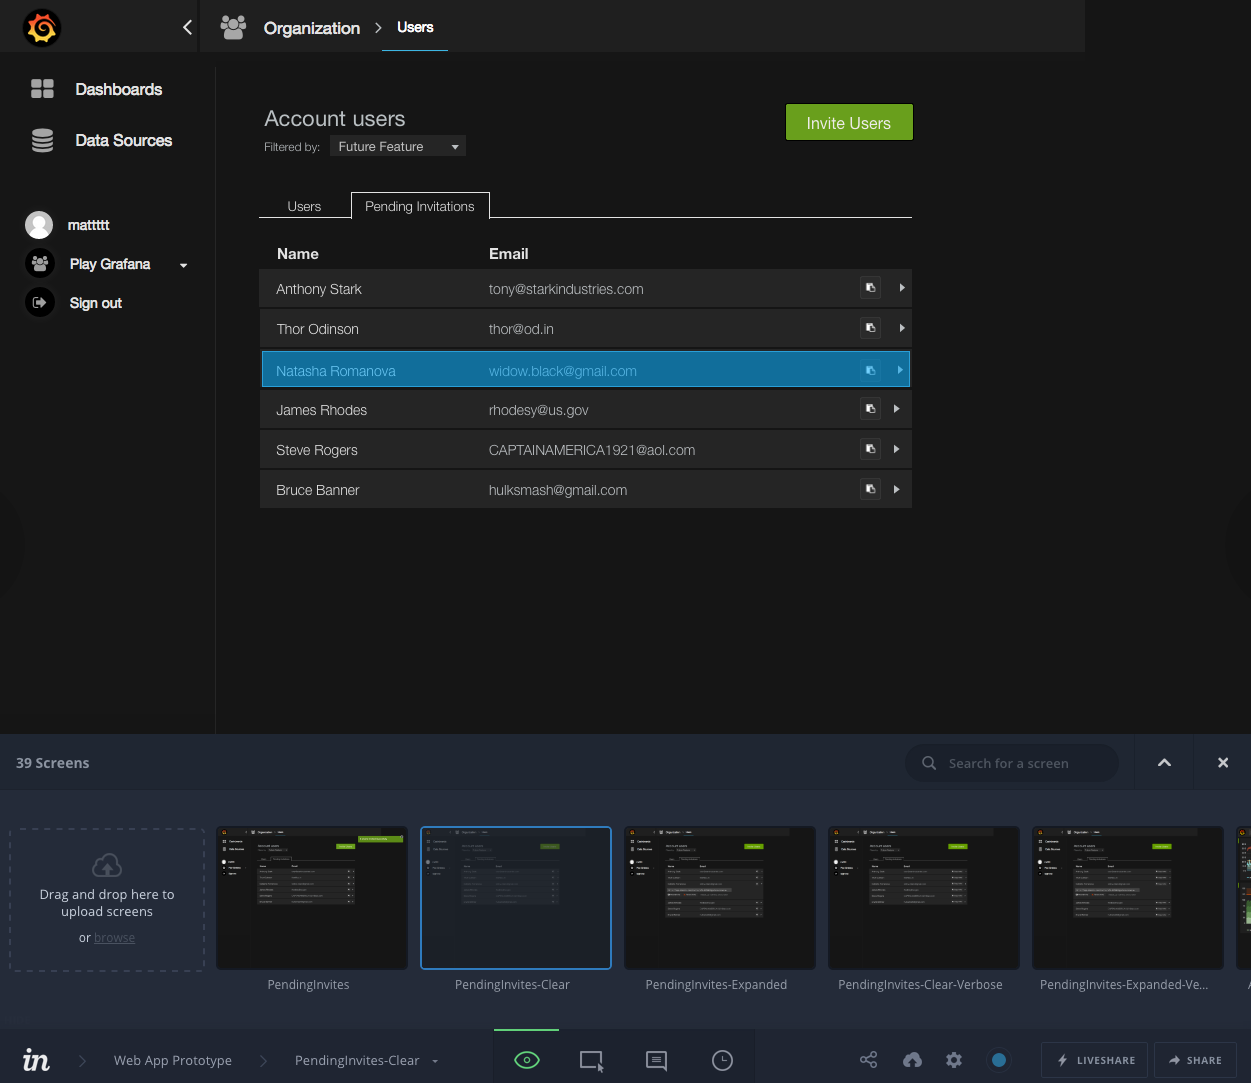 Organization > Users
Dashboards
Data Sources
mattttt
Play Grafana
Sign out
Account users
Filtered by: Future Feature
Invite Users
Users Pending Invitations
Name Email
Anthony Stark tony@starkindustries.com
Thor Odinson thor@od.in
Natasha Romanova widow.black@gmail.com
James Rhodes rhodesy@us.gov
Steve Rogers CAPTAINAMERICA1921@aol.com
Bruce Banner hulksmash@gmail.com
39 Screens
Search for a screen
Drag and drop here to
upload screens
or browse
PendingInvites
PendingInvites-Clear
PendingInvites-Expanded
PendingInvites-Clear-Verbose
PendingInvites-Expanded-Ve...
in
Web App Prototype
PendingInvites-Clear
LIVESHARE
SHARE